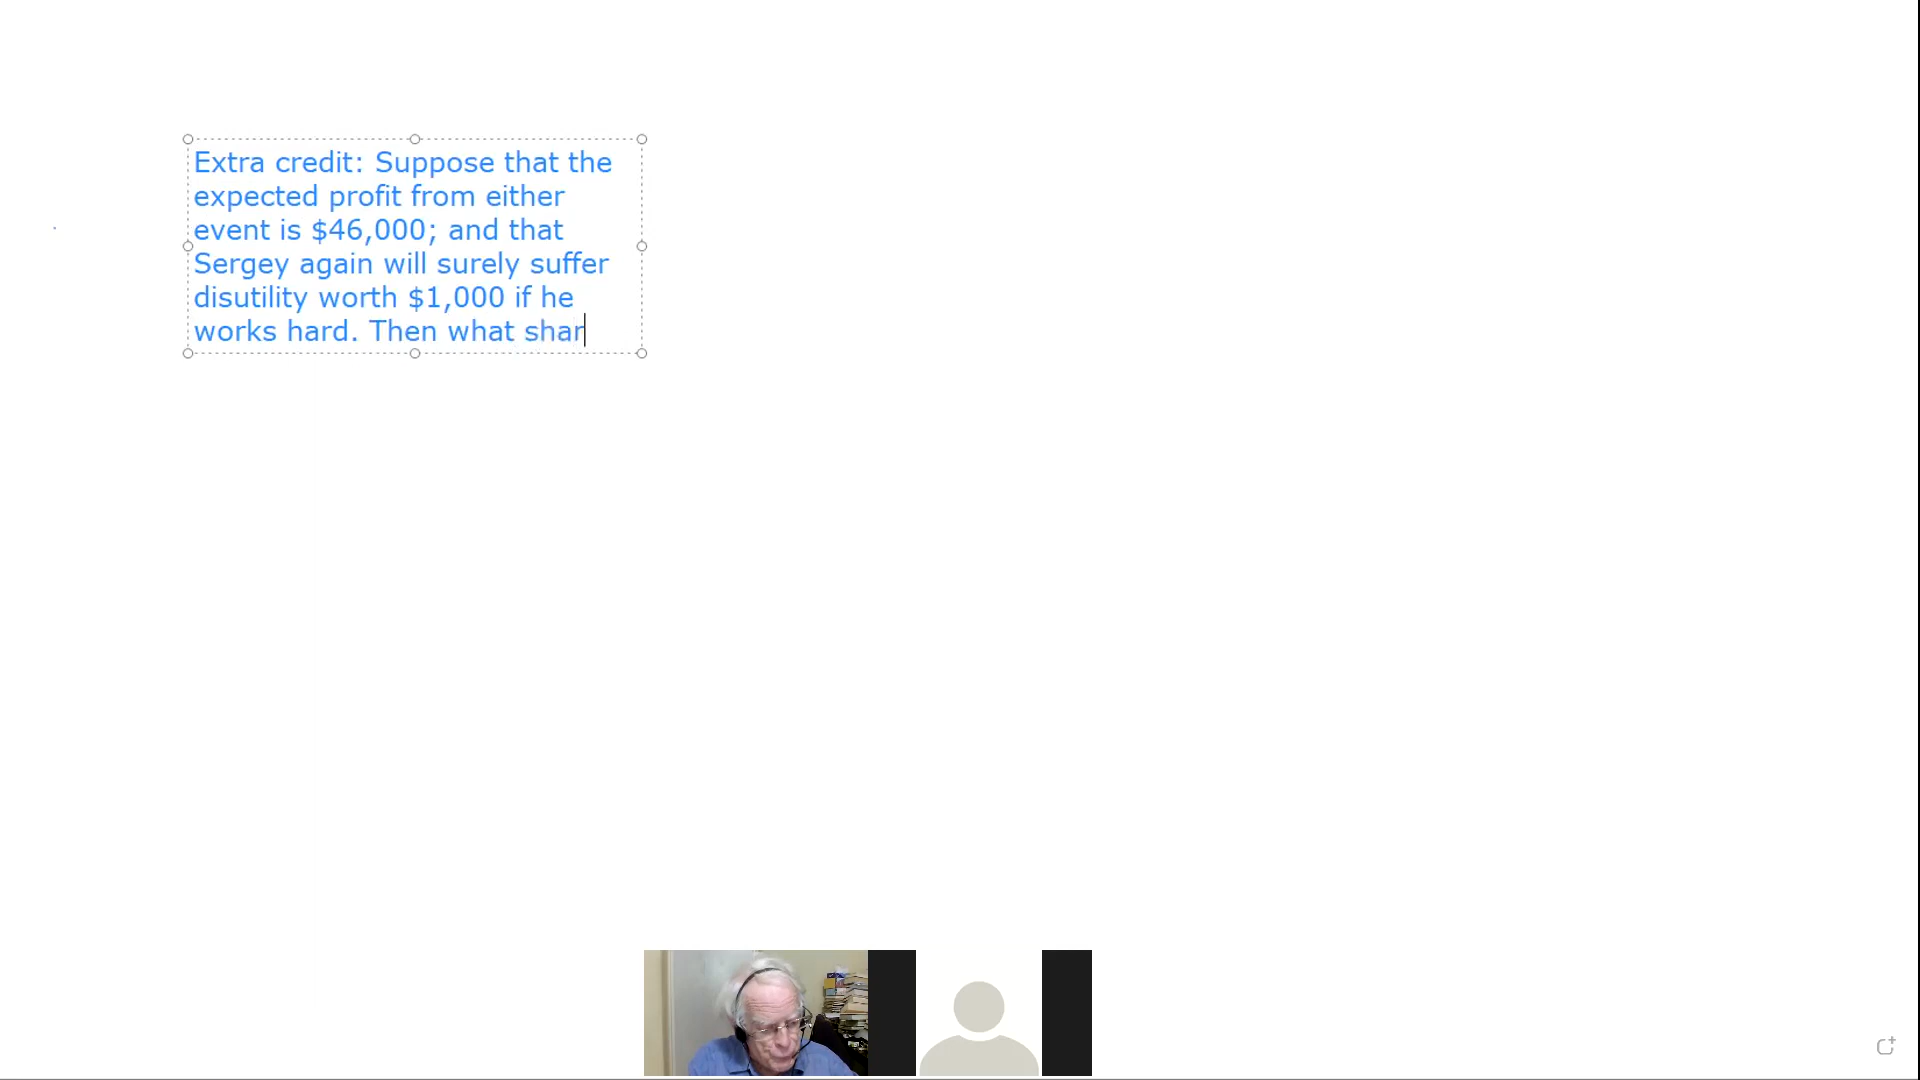 Extra credit: Suppose that the
expected profit from either
event is $46,000; and that
Sergey again will surely suffer
disutility worth $1,000 if he
works hard. Then what shar